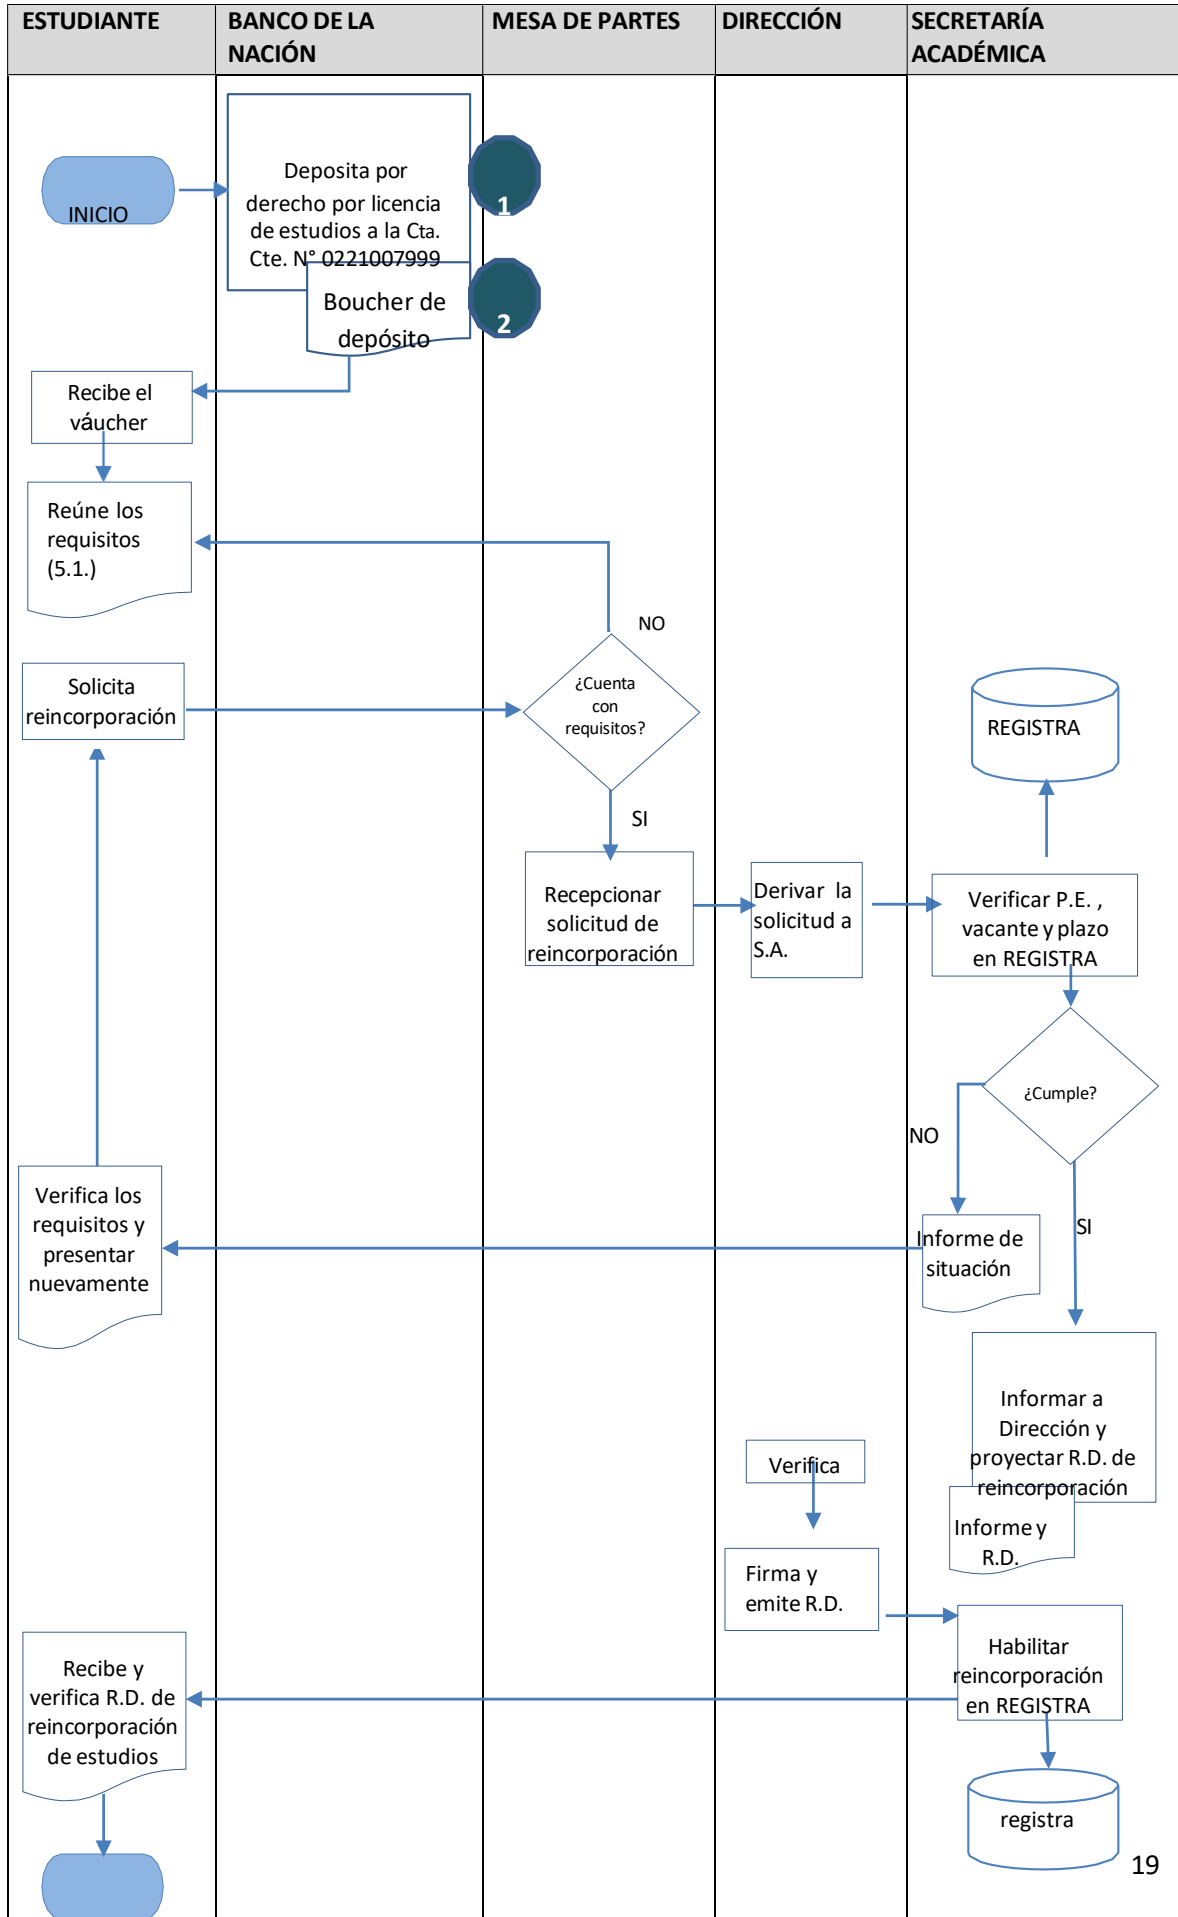 ESTUDIANTE
BANCO DE LA
NACIÓN
MESA DE PARTES
DIRECCIÓN
SECRETARÍA
ACADÉMICA
INICIO
Deposita por
derecho por licencia
de estudios a la Cta.
Cte. N° 0221007999
1
Boucher de
depósito
2
Recibe el
váucher
Reúne los
requisitos
(5.1.)
NO
Solicita
reincorporación
¿Cuenta
con
requisitos?
REGISTRA
SI
Recepcionar
solicitud de
reincorporación
Derivar la
solicitud a
S.A.
Verificar P.E. ,
vacante y plazo
en REGISTRA
¿Cumple?
NO
SI
Verifica los
requisitos y
presentar
nuevamente
Informe de
situación
Informar a
Dirección y
proyectar R.D. de
reincorporación
Verifica
Informe y
R.D.
Firma y
emite R.D.
Habilitar
reincorporación
en REGISTRA
Recibe y
verifica R.D. de
reincorporación
de estudios
registra
19